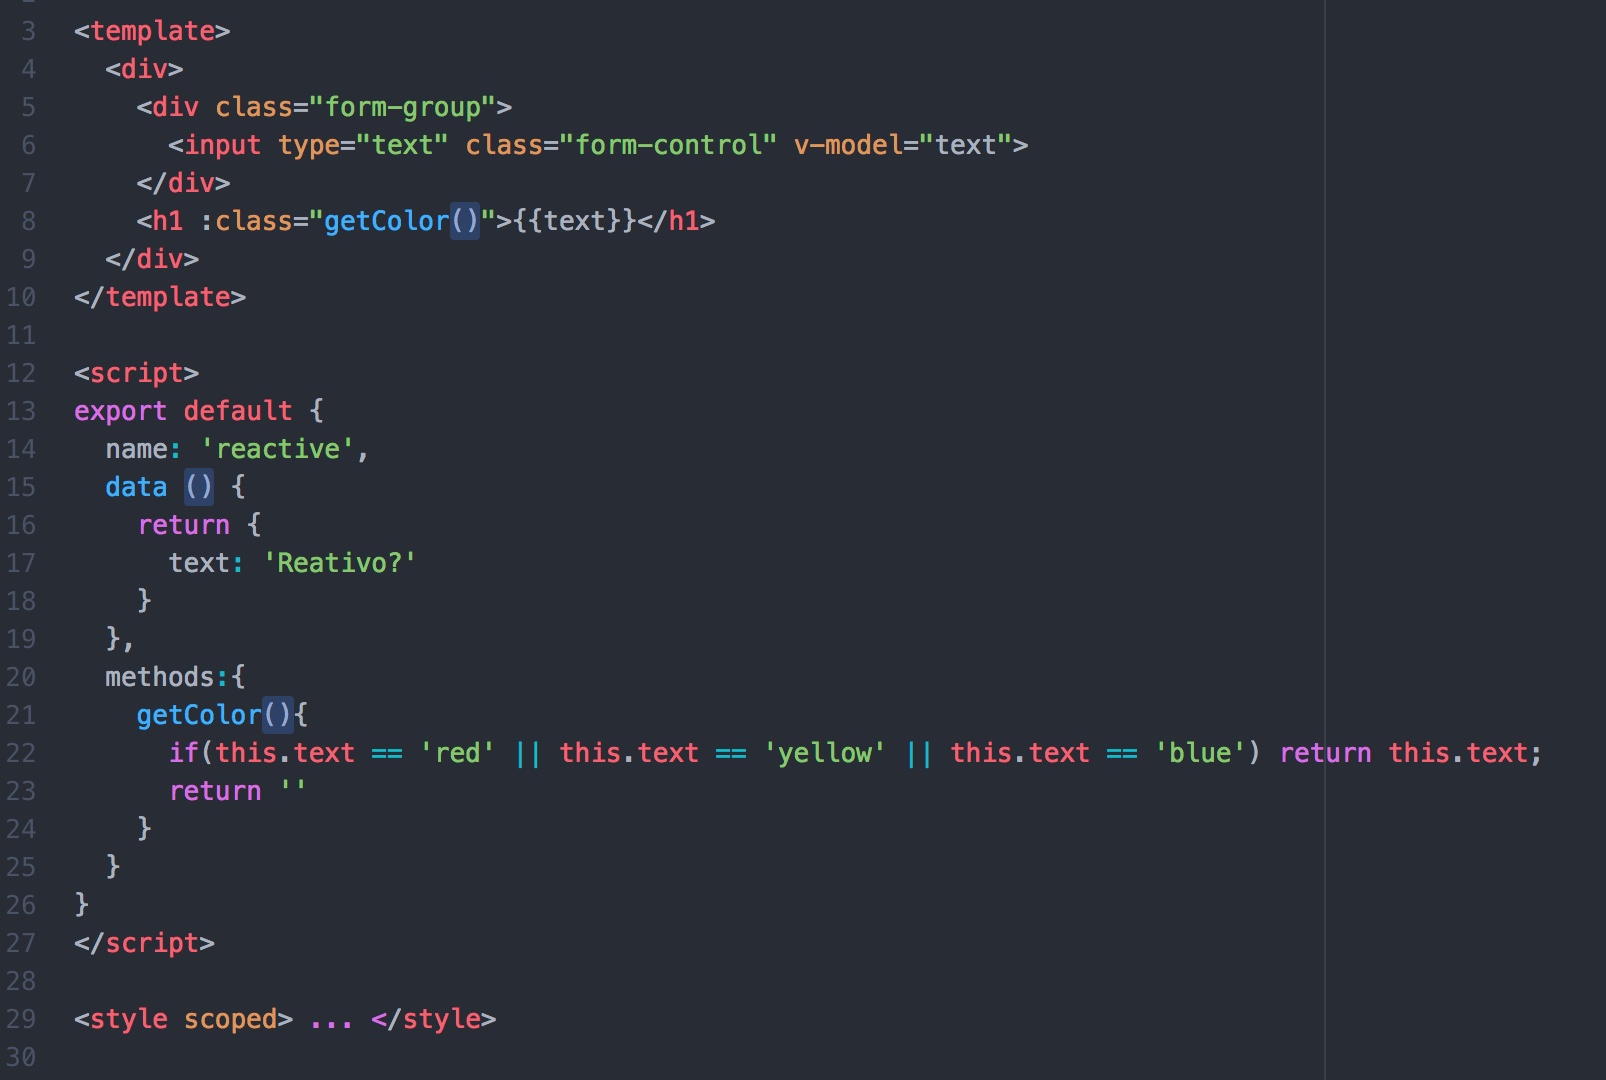 3 <template>
4   <div>
5     <div class="form-group">
6       <input type="text" class="form-control" v-model="text">
7     </div>
8     <h1 :class="getColor()">{{text}}</h1>
9   </div>
10 </template>
11
12 <script>
13 export default {
14   name: 'reactive',
15   data () {
16     return {
17       text: 'Reativo?'
18     }
19   },
20   methods:{
21     getColor(){
22       if(this.text == 'red' || this.text == 'yellow' || this.text == 'blue') return this.text;
23       return ''
24     }
25   }
26 }
27 </script>
28
29 <style scoped> ... </style>
30